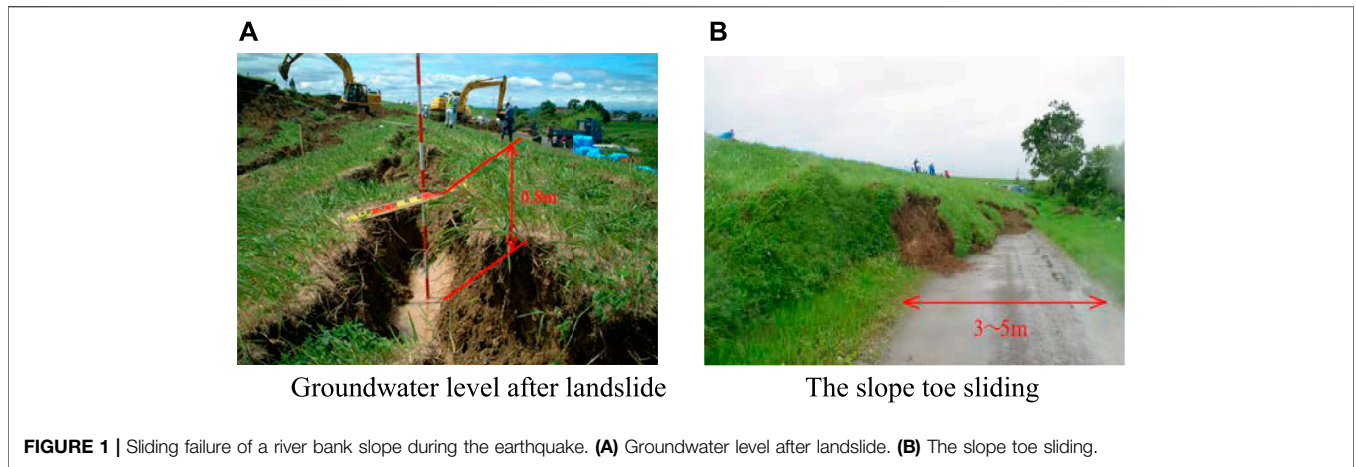 A
B
0.8m
3~5m
Groundwater level after landslide
The slope toe sliding
FIGURE 1 | Sliding failure of a river bank slope during the earthquake. (A) Groundwater level after landslide. (B) The slope toe sliding.